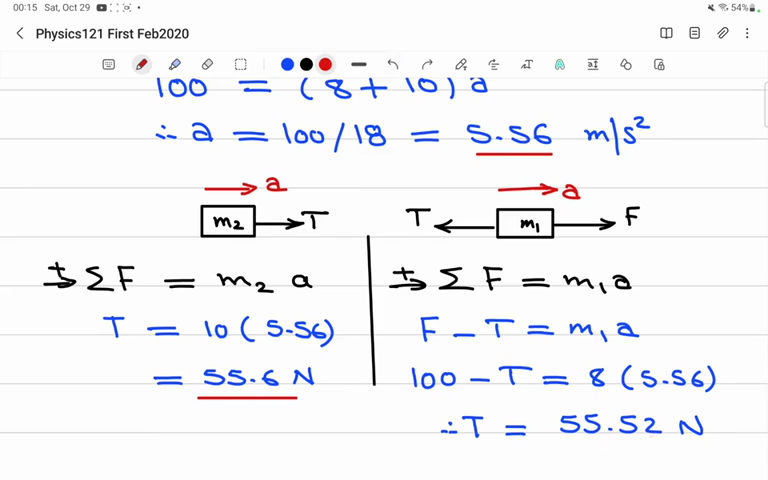 00:15 Sat, Oct 29
54%
Physics121 First Feb2020
100 = (8 + 10) a
∴ a = 100/18 = 5.56 m/s²
a
m₂ T
a
T m₁ F
ΣF = m₂ a
T = 10 (5.56)
= 55.6 N
ΣF = m₁a
F - T = m₁a
100 - T = 8 (5.56)
∴ T = 55.52 N